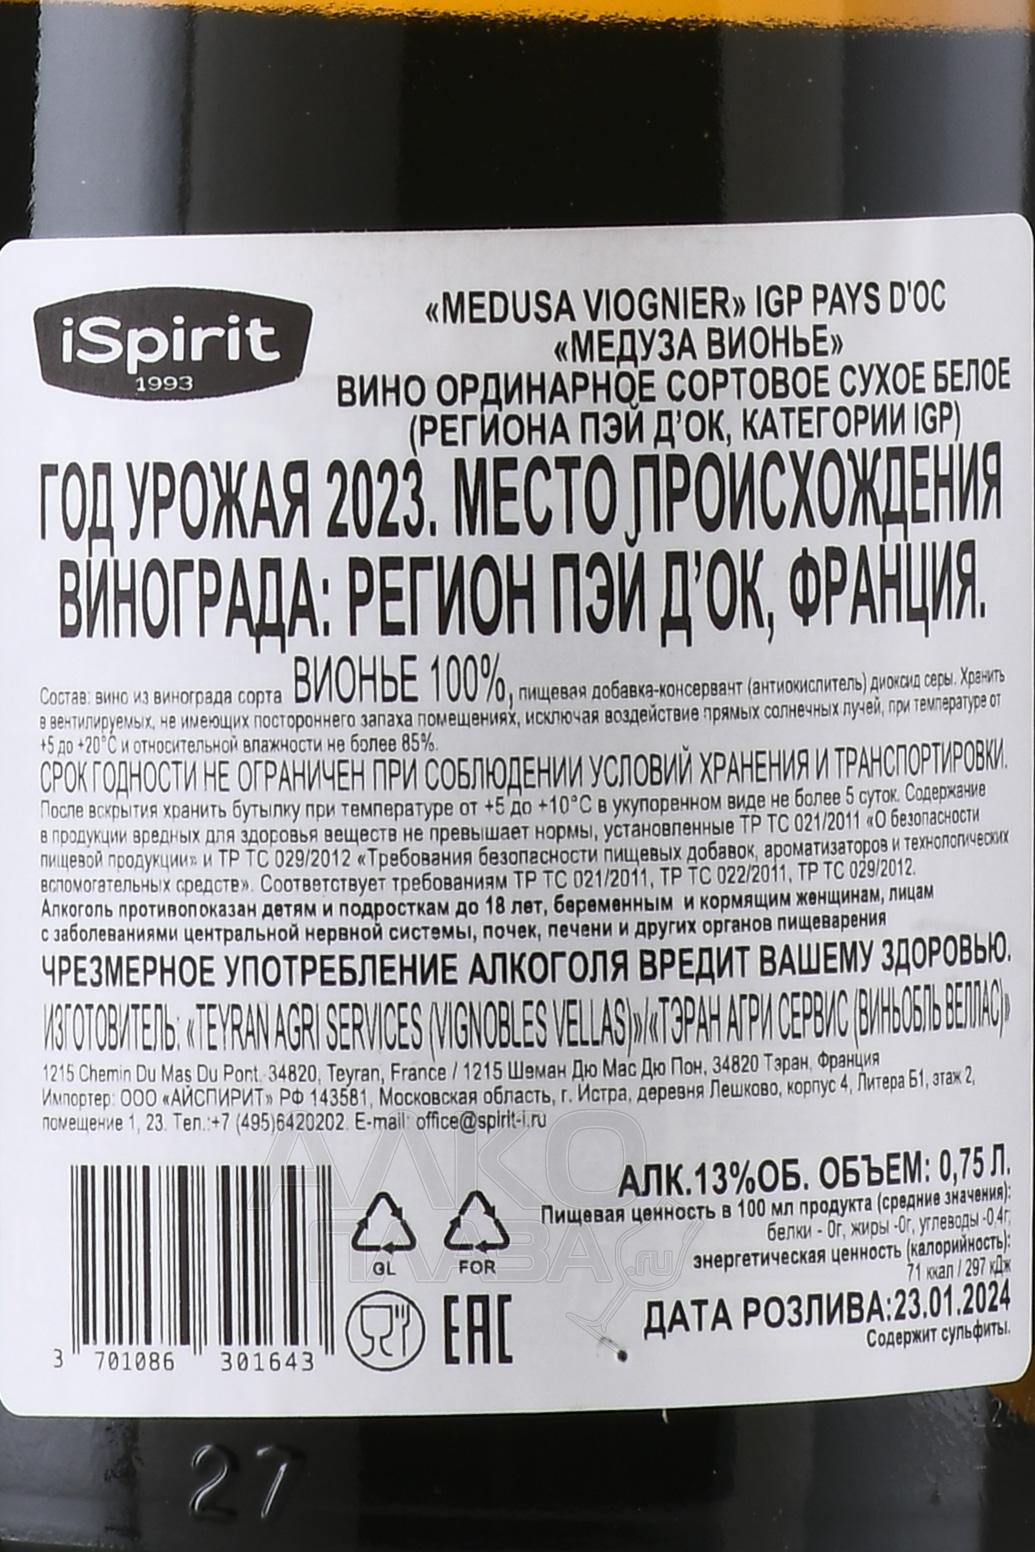 iSpirit
1993
«MEDUSA VIOGNIER» IGP PAYS D'OC
«МЕДУЗА ВИОНЬЕ»
ВИНО ОРДИНАРНОЕ СОРТОВОЕ СУХОЕ БЕЛОЕ
(РЕГИОНА ПЭЙ Д'ОК, КАТЕГОРИИ IGP)
ГОД УРОЖАЯ 2023. МЕСТО ПРОИСХОЖДЕНИЯ
ВИНОГРАДА: РЕГИОН ПЭЙ Д'ОК, ФРАНЦИЯ.
Состав: вино из винограда сорта ВИОНЬЕ 100%, пищевая добавка-консервант (антиокислитель) диоксид серы. Хранить
в вентилируемых, не имеющих постороннего запаха помещениях, исключая воздействие прямых солнечных лучей, при температуре от
+5 до +20°С и относительной влажности не более 85%.
СРОК ГОДНОСТИ НЕ ОГРАНИЧЕН ПРИ СОБЛЮДЕНИИ УСЛОВИЙ ХРАНЕНИЯ И ТРАНСПОРТИРОВКИ.
После вскрытия хранить бутылку при температуре от +5 до +10°С в укупоренном виде не более 5 суток. Содержание
в продукции вредных для здоровья веществ не превышает нормы, установленные ТР ТС 021/2011 «О безопасности
пищевой продукции» и ТР ТС 029/2012 «Требования безопасности пищевых добавок, ароматизаторов и технологических
вспомогательных средств». Соответствует требованиям ТР ТС 021/2011, ТР ТС 022/2011, ТР ТС 029/2012.
Алкоголь противопоказан детям и подросткам до 18 лет, беременным и кормящим женщинам, лицам
с заболеваниями центральной нервной системы, почек, печени и других органов пищеварения
ЧРЕЗМЕРНОЕ УПОТРЕБЛЕНИЕ АЛКОГОЛЯ ВРЕДИТ ВАШЕМУ ЗДОРОВЬЮ.
ИЗГОТОВИТЕЛЬ: «TEYRAN AGRI SERVICES (VIGNOBLES VELLAS)»/«ТЭРАН АГРИ СЕРВИС (ВИНЬОБЛЬ ВЕЛЛАС)»
1215 Chemin Du Mas Du Pont, 34820, Teyran, France / 1215 Шеман Дю Мас Дю Пон, 34820 Тэран, Франция
Импортер: ООО «АЙСПИРИТ» РФ 143581, Московская область, г. Истра, деревня Лешково, корпус 4, Литера Б1, этаж 2,
помещение 1, 23. Тел.:+7 (495)6420202. E-mail: office@spirit-i.ru
АЛК.13%ОБ. ОБЪЕМ: 0,75 Л.
Пищевая ценность в 100 мл продукта (средние значения):
белки - 0г, жиры -0г, углеводы -0,4г;
энергетическая ценность (калорийность):
71 ккал / 297 кДж
ДАТА РОЗЛИВА:23.01.2024
Содержит сульфиты.
GL
FOR
EAC
3 701086 301643
АЛКО
ПЛАВА.ru
27